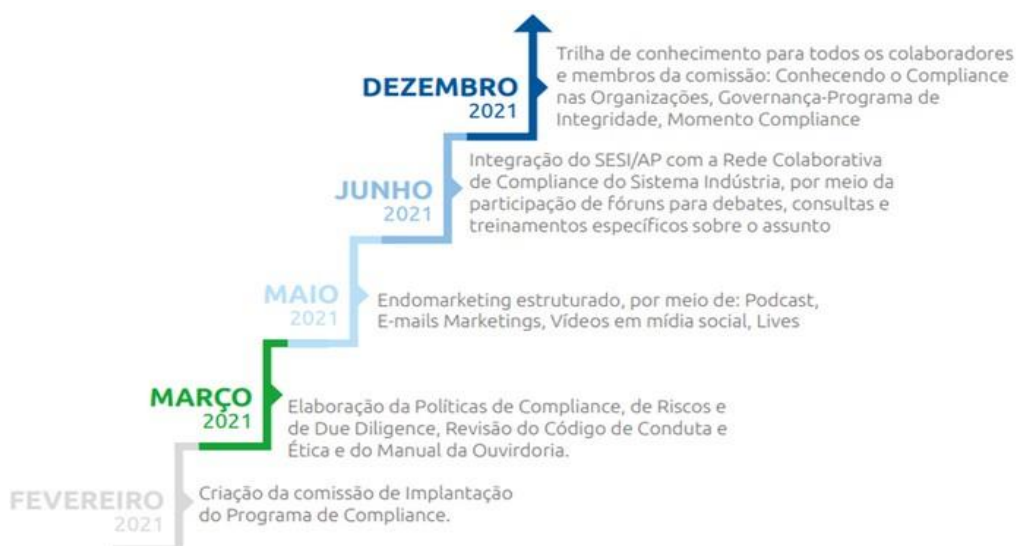 DEZEMBRO
2021
Trilha de conhecimento para todos os colaboradores
e membros da comissão: Conhecendo o Compliance
nas Organizações, Governança-Programa de
Integridade, Momento Compliance
JUNHO
2021
Integração do SESI/AP com a Rede Colaborativa
de Compliance do Sistema Indústria, por meio da
participação de fóruns para debates, consultas e
treinamentos específicos sobre o assunto
MAIO
2021
Endomarketing estruturado, por meio de: Podcast,
E-mails Marketings, Vídeos em mídia social, Lives
MARÇO
2021
Elaboração da Políticas de Compliance, de Riscos e
de Due Diligence, Revisão do Código de Conduta e
Ética e do Manual da Ouvirdoria.
FEVEREIRO
2021
Criação da comissão de Implantação
do Programa de Compliance.